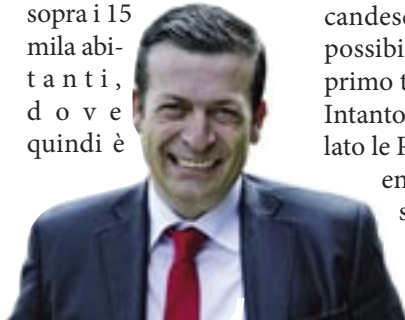 sopra i 15
mila abi-
tanti,
dove
quindi è
candesc
possibi
primo t
Intanto
lato le
en
s